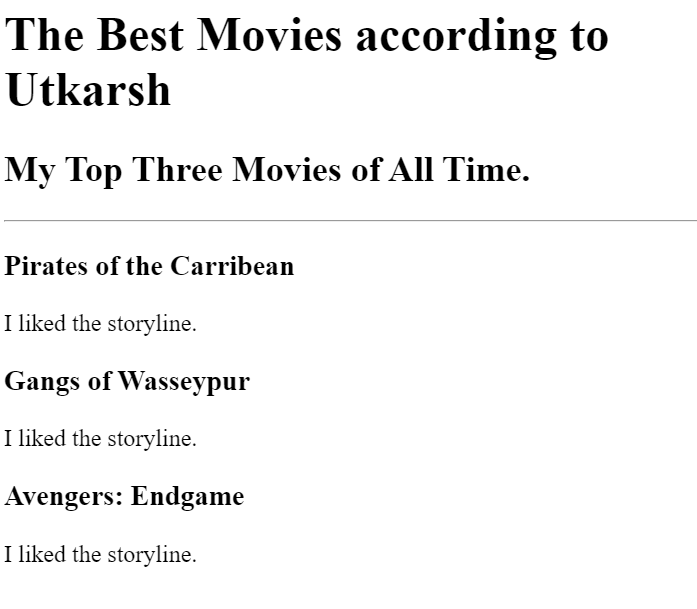 The Best Movies according to
Utkarsh
My Top Three Movies of All Time.
Pirates of the Carribean
I liked the storyline.
Gangs of Wasseypur
I liked the storyline.
Avengers: Endgame
I liked the storyline.